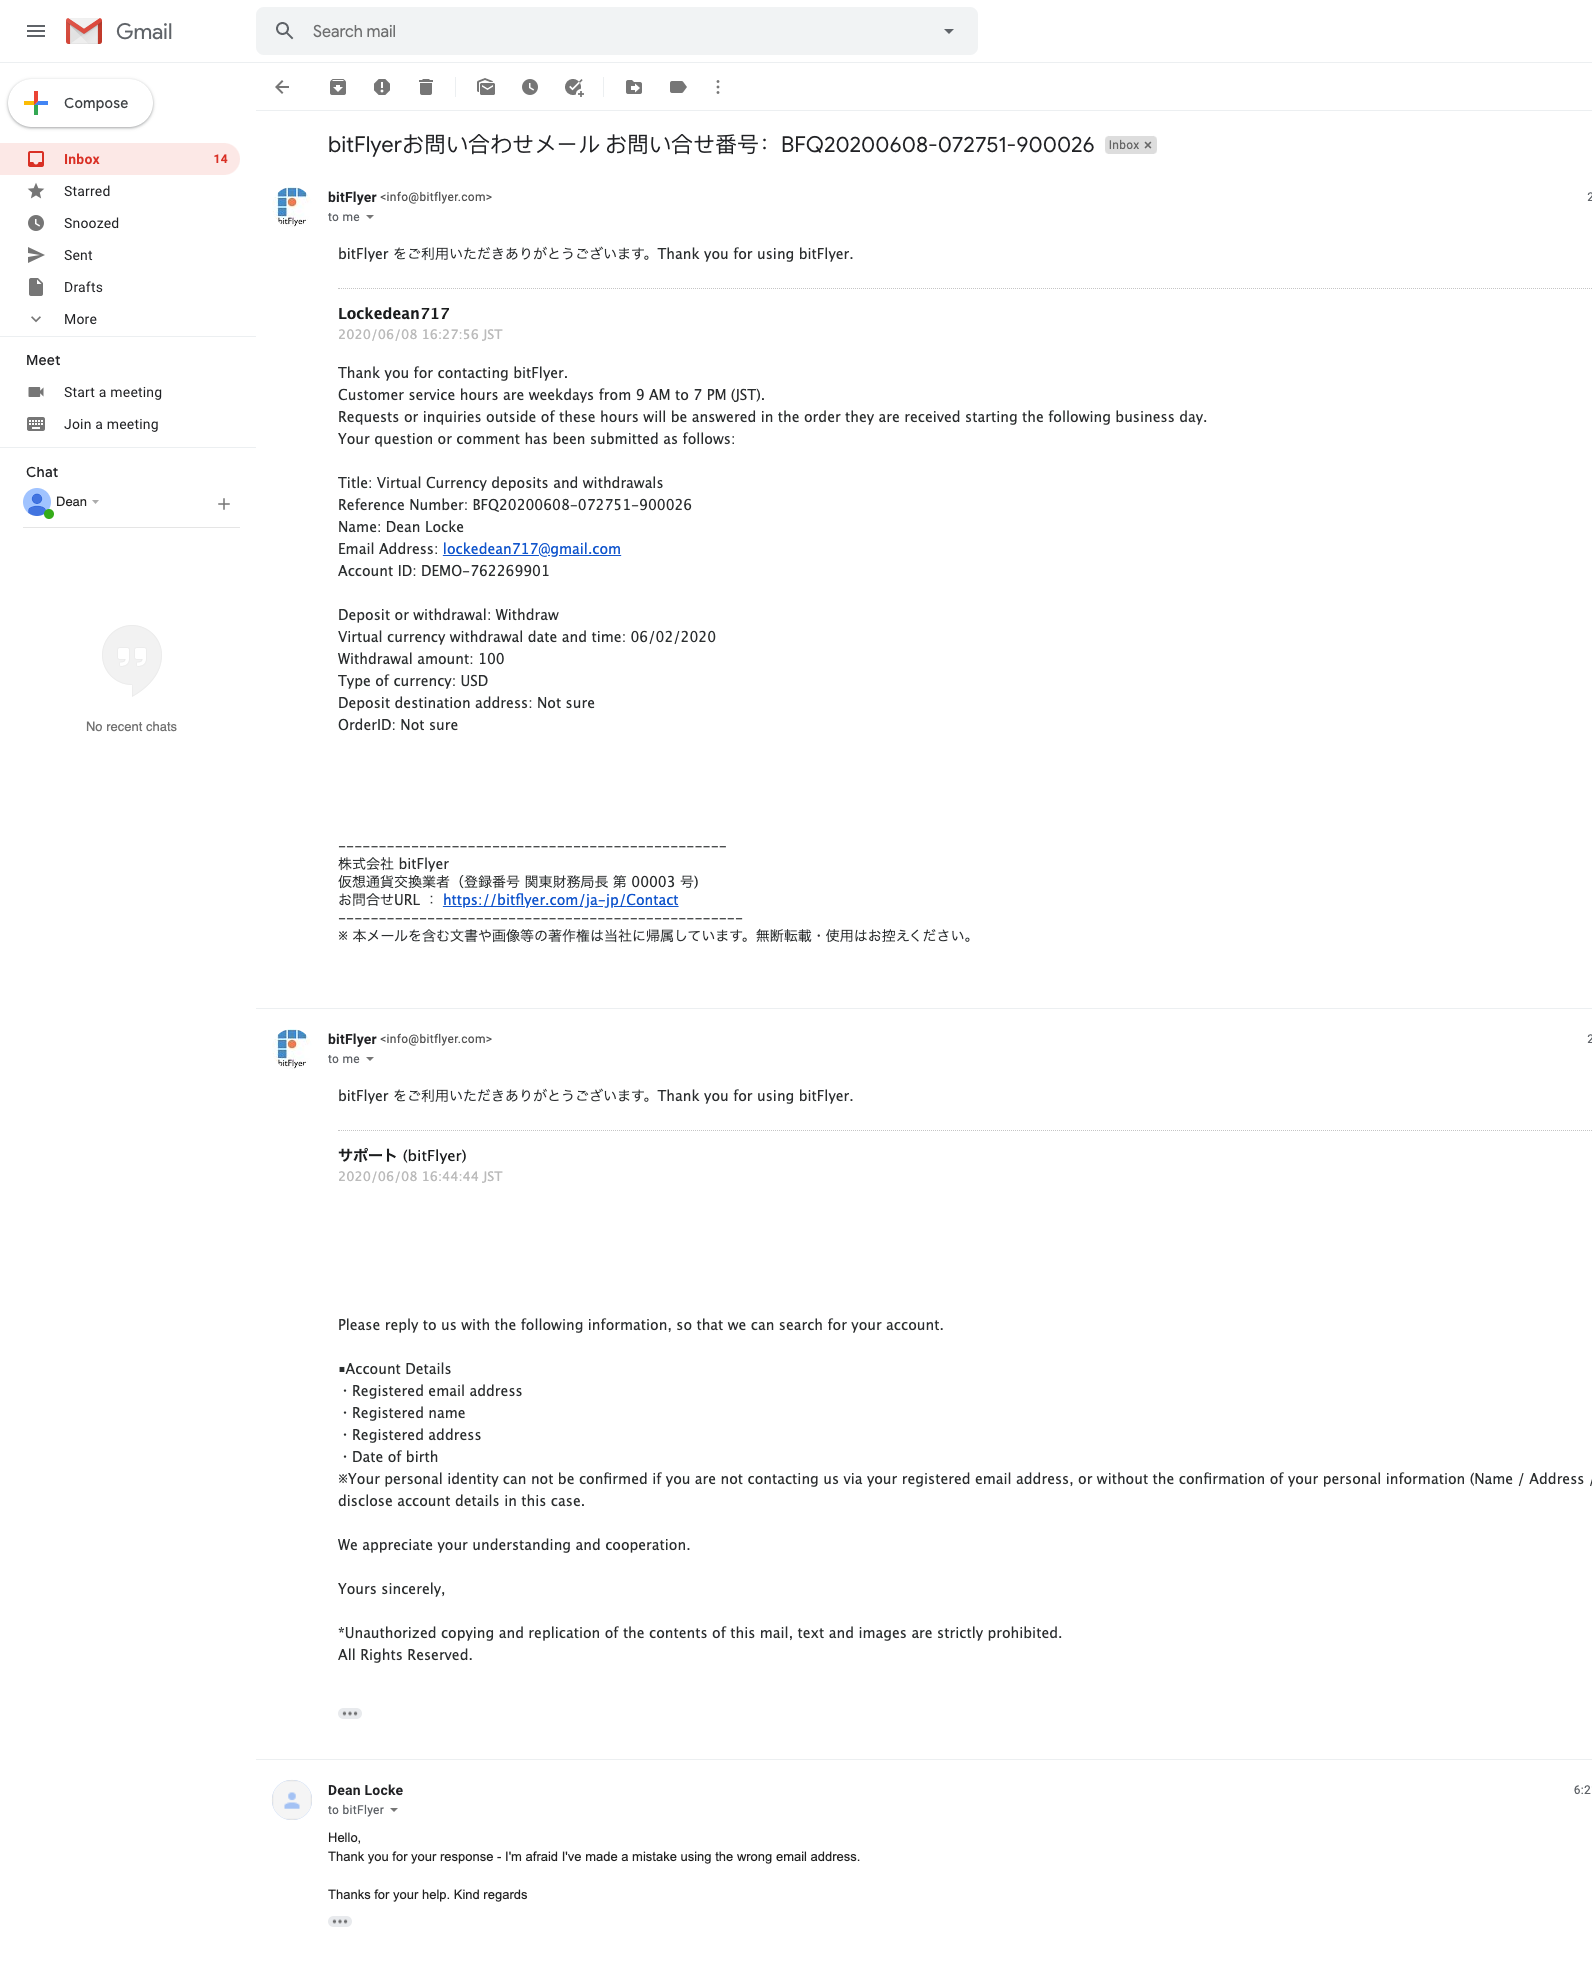 Gmail
Search mail
Compose
Inbox 14
Starred
Snoozed
Sent
Drafts
More
Meet
Start a meeting
Join a meeting
Chat
Dean
No recent chats
bitFlyerお問い合わせメール お問い合せ番号：BFQ20200608-072751-900026 Inbox ×
bitFlyer
bitFlyer <info@bitflyer.com>
to me
bitFlyer をご利用いただきありがとうございます。Thank you for using bitFlyer.
Lockedean717
2020/06/08 16:27:56 JST
Thank you for contacting bitFlyer.
Customer service hours are weekdays from 9 AM to 7 PM (JST).
Requests or inquiries outside of these hours will be answered in the order they are received starting the following business day.
Your question or comment has been submitted as follows:
Title: Virtual Currency deposits and withdrawals
Reference Number: BFQ20200608-072751-900026
Name: Dean Locke
Email Address: lockedean717@gmail.com
Account ID: DEMO-762269901
Deposit or withdrawal: Withdraw
Virtual currency withdrawal date and time: 06/02/2020
Withdrawal amount: 100
Type of currency: USD
Deposit destination address: Not sure
OrderID: Not sure
------------------------------------------------
株式会社 bitFlyer
仮想通貨交換業者（登録番号 関東財務局長 第 00003 号)
お問合せURL ： https://bitflyer.com/ja-jp/Contact
--------------------------------------------------
※ 本メールを含む文書や画像等の著作権は当社に帰属しています。無断転載・使用はお控えください。
bitFlyer
bitFlyer <info@bitflyer.com>
to me
bitFlyer をご利用いただきありがとうございます。Thank you for using bitFlyer.
サポート (bitFlyer)
2020/06/08 16:44:44 JST
Please reply to us with the following information, so that we can search for your account.
▪Account Details
・Registered email address
・Registered name
・Registered address
・Date of birth
※Your personal identity can not be confirmed if you are not contacting us via your registered email address, or without the confirmation of your personal information (Name / Address /
disclose account details in this case.
We appreciate your understanding and cooperation.
Yours sincerely,
*Unauthorized copying and replication of the contents of this mail, text and images are strictly prohibited.
All Rights Reserved.
Dean Locke 6:2
to bitFlyer
Hello,
Thank you for your response - I'm afraid I've made a mistake using the wrong email address.
Thanks for your help. Kind regards